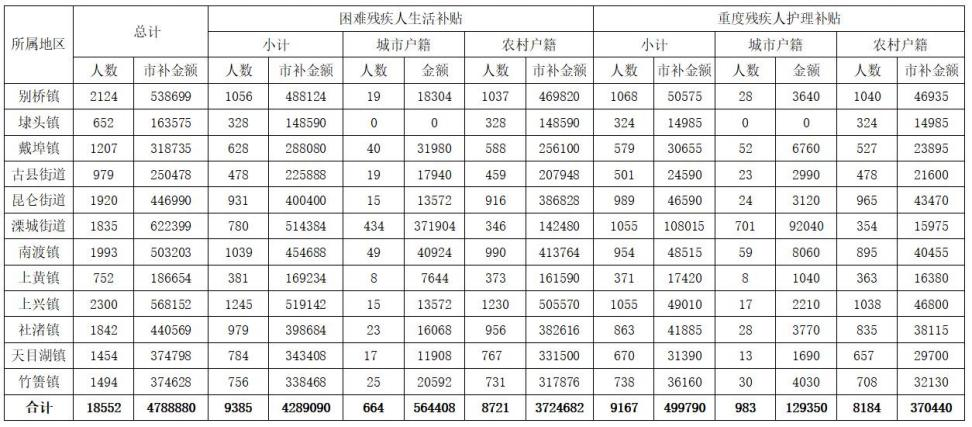 所属地区 总计 困难残疾人生活补贴 重度残疾人护理补贴
小计 城市户籍 农村户籍 小计 城市户籍 农村户籍
人数 市补金额 人数 市补金额 人数 金额 人数 市补金额 人数 市补金额 人数 金额 人数 市补金额
别桥镇 2124 538699 1056 488124 19 18304 1037 469820 1068 50575 28 3640 1040 46935
埭头镇 652 163575 328 148590 0 0 328 148590 324 14985 0 0 324 14985
戴埠镇 1207 318735 628 288080 40 31980 588 256100 579 30655 52 6760 527 23895
古县街道 979 250478 478 225888 19 17940 459 207948 501 24590 23 2990 478 21600
昆仑街道 1920 446990 931 400400 15 13572 916 386828 989 46590 24 3120 965 43470
溧城街道 1835 622399 780 514384 434 371904 346 142480 1055 108015 701 92040 354 15975
南渡镇 1993 503203 1039 454688 49 40924 990 413764 954 48515 59 8060 895 40455
上黄镇 752 186654 381 169234 8 7644 373 161590 371 17420 8 1040 363 16380
上兴镇 2300 568152 1245 519142 15 13572 1230 505570 1055 49010 17 2210 1038 46800
社渚镇 1842 440569 979 398684 23 16068 956 382616 863 41885 28 3770 835 38115
天目湖镇 1454 374798 784 343408 17 11908 767 331500 670 31390 13 1690 657 29700
竹箦镇 1494 374628 756 338468 25 20592 731 317876 738 36160 30 4030 708 32130
合计 18552 4788880 9385 4289090 664 564408 8721 3724682 9167 499790 983 129350 8184 370440